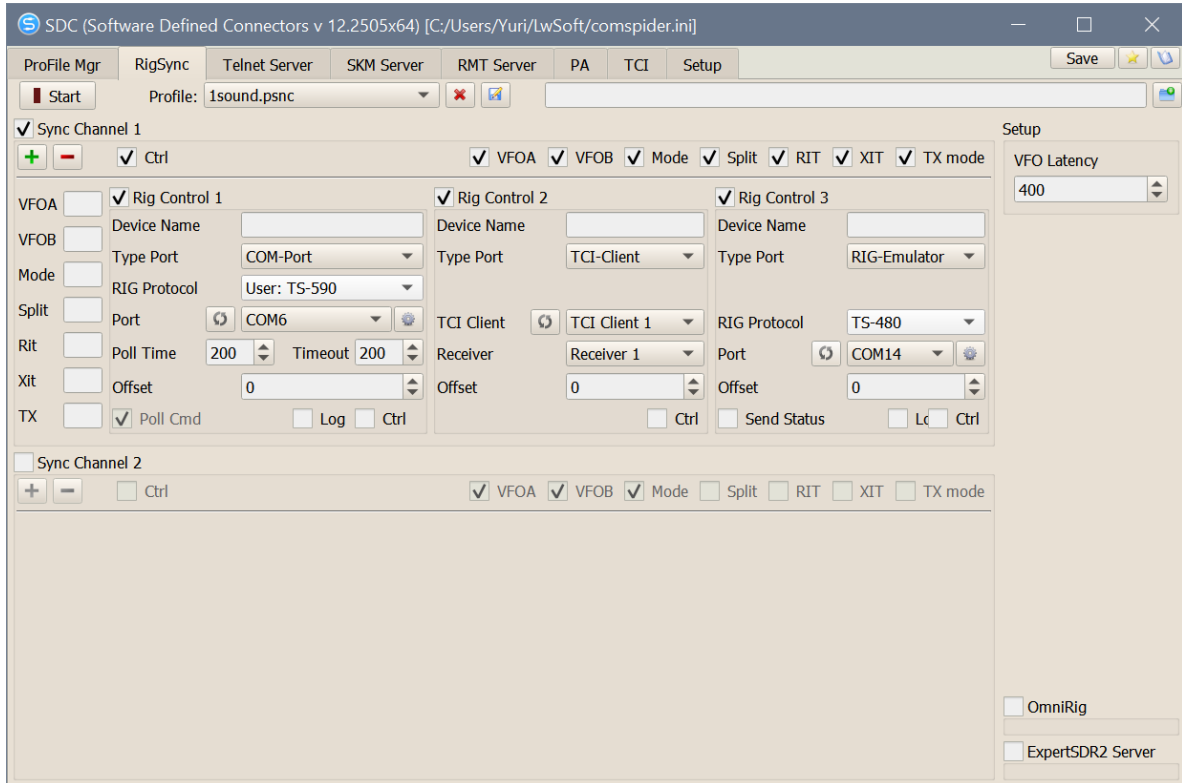 SDC (Software Defined Connectors v 12.2505x64) [C:/Users/Yuri/LwSoft/comspider.ini]
ProFile Mgr RigSync Telnet Server SKM Server RMT Server PA TCI Setup Save
Start Profile: 1sound.psnc
Sync Channel 1 Setup
Ctrl VFOA VFOB Mode Split RIT XIT TX mode VFO Latency
400
VFOA Rig Control 1 Rig Control 2 Rig Control 3
Device Name Device Name Device Name
VFOB
Type Port COM-Port Type Port TCI-Client Type Port RIG-Emulator
Mode
RIG Protocol User: TS-590
Split
Port COM6 TCI Client TCI Client 1 RIG Protocol TS-480
Rit
Poll Time 200 Timeout 200 Receiver Receiver 1 Port COM14
Xit
Offset 0 Offset 0 Offset 0
TX Poll Cmd Log Ctrl Ctrl Send Status Lo Ctrl
Sync Channel 2
Ctrl VFOA VFOB Mode Split RIT XIT TX mode
OmniRig
ExpertSDR2 Server